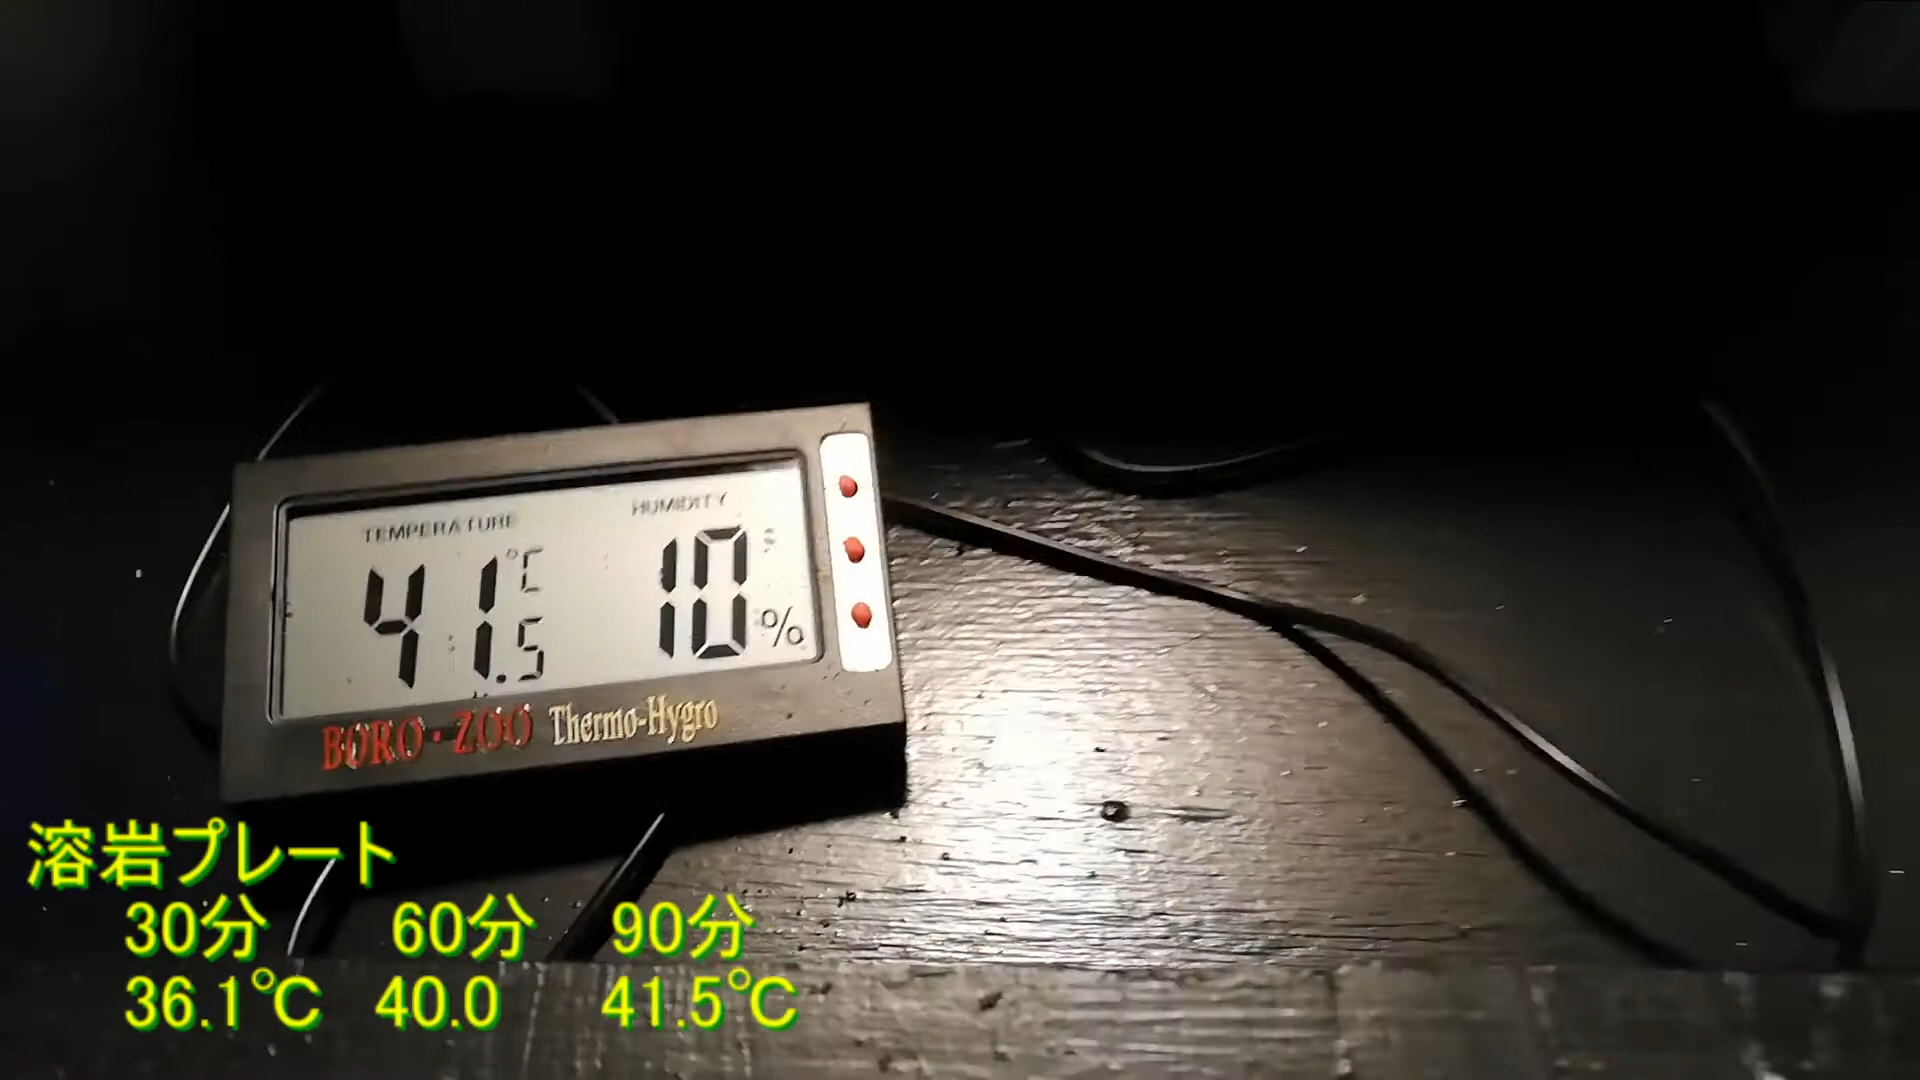 TEMPERATURE HUMIDITY
41.5 °C 10 %
BORO・ZOO Thermo-Hygro
溶岩プレート
30分 60分 90分
36.1℃ 40.0 41.5℃